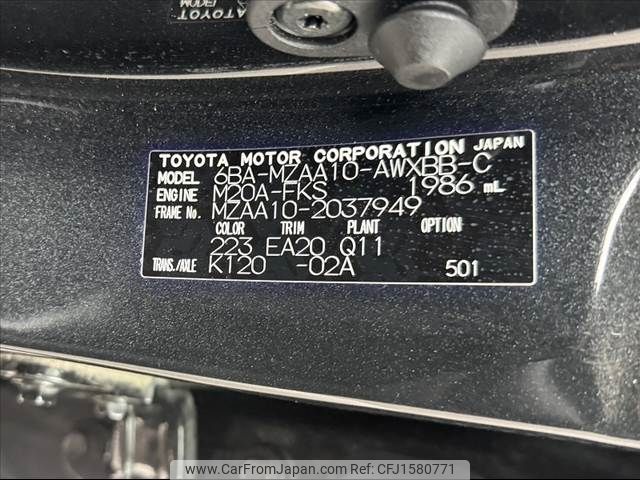 TOYOTA MOTOR CORPORATION JAPAN
MODEL 6BA-MZAA10-AWXBB-C
ENGINE M20A-FKS 1986 mL
FRAME No. MZAA10-2037949
COLOR TRIM PLANT OPTION
223 EA20 Q11
TRANS./AXLE K120 -02A 501
www.CarFromJapan.com - CFJ1580771